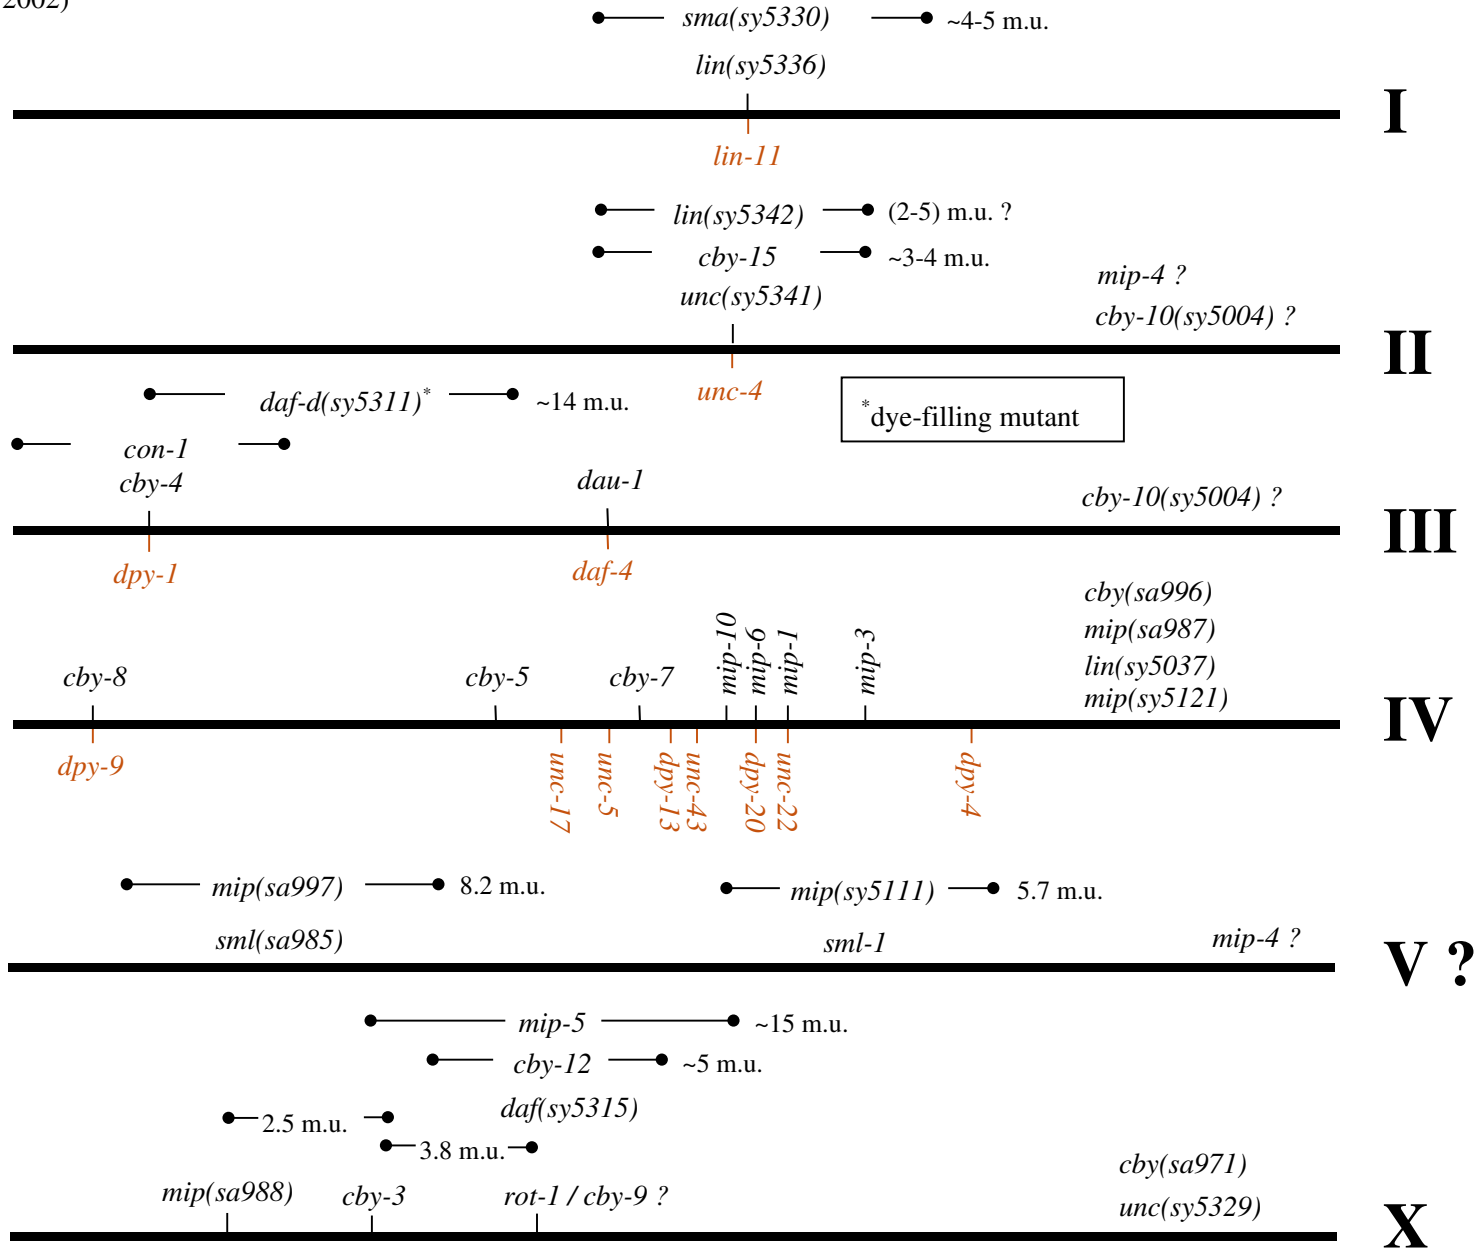 2002)
sma(sy5330) ~4-5 m.u.
lin(sy5336)
I
lin-11
lin(sy5342) (2-5) m.u. ?
cby-15 ~3-4 m.u.
unc(sy5341)
mip-4 ?
cby-10(sy5004) ?
II
unc-4
daf-d(sy5311)* ~14 m.u.
*dye-filling mutant
con-1
cby-4
dau-1
cby-10(sy5004) ?
III
dpy-1
daf-4
cby(sa996)
mip(sa987)
lin(sy5037)
mip(sy5121)
cby-8
cby-5
cby-7
mip-10
mip-9
mip-1
mip-3
IV
dpy-9
unc-17
unc-5
dpy-13
unc-43
dpy-20
unc-22
dpy-4
mip(sa997) 8.2 m.u.
mip(sy5111) 5.7 m.u.
sml(sa985)
sml-1
mip-4 ?
V ?
mip-5 ~15 m.u.
cby-12 ~5 m.u.
daf(sy5315)
2.5 m.u.
3.8 m.u.
mip(sa988)
cby-3
rot-1 / cby-9 ?
cby(sa971)
unc(sy5329)
X